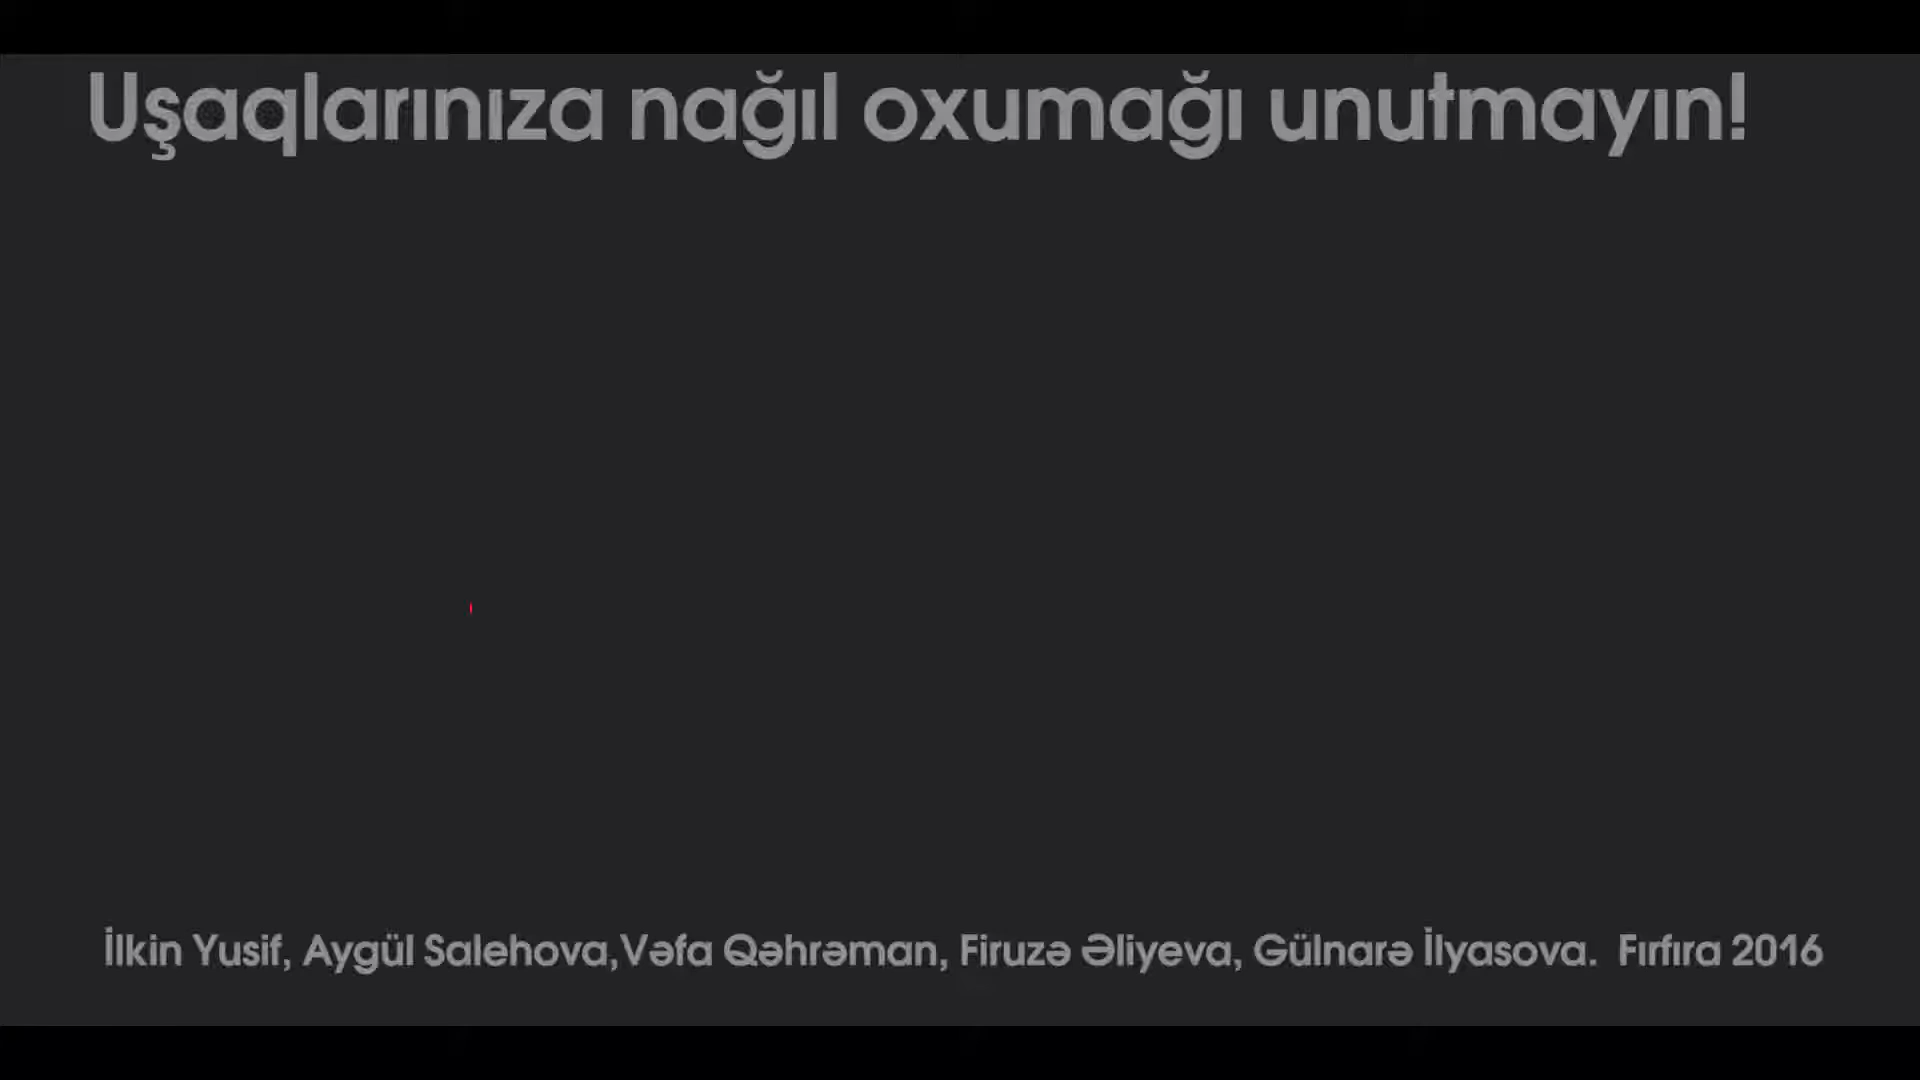 Uşaqlarınıza nağıl oxumağı unutmayın!
İlkin Yusif, Aygül Salehova,Vəfa Qəhrəman, Firuzə Əliyeva, Gülnarə İlyasova. Fırfıra 2016